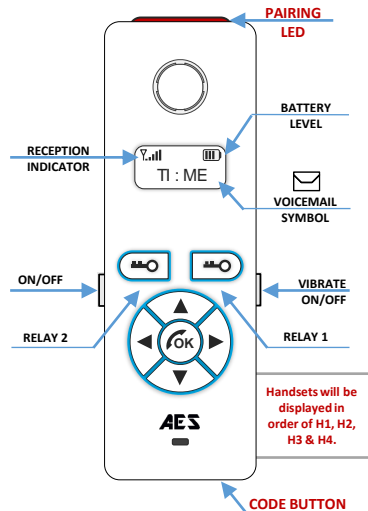 PAIRING
LED
BATTERY
LEVEL
RECEPTION
INDICATOR
TI : ME
VOICEMAIL
SYMBOL
ON/OFF
VIBRATE
ON/OFF
RELAY 2
RELAY 1
OK
Handsets will be
displayed in
order of H1, H2,
H3 & H4.
AES
CODE BUTTON